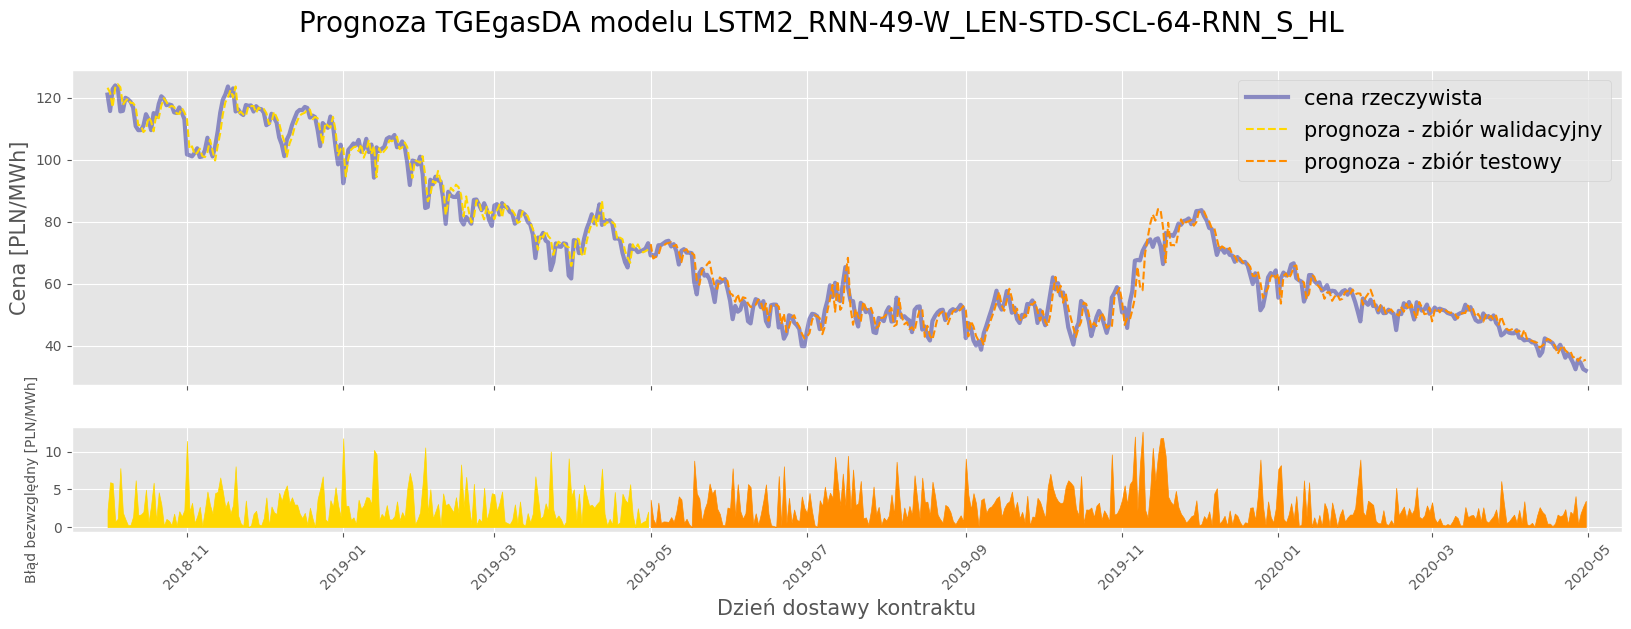 Prognoza TGEgasDA modelu LSTM2_RNN-49-W_LEN-STD-SCL-64-RNN_S_HL
Cena [PLN/MWh]
120
100
80
60
40
cena rzeczywista
prognoza - zbiór walidacyjny
prognoza - zbiór testowy
Błąd bezwzględny [PLN/MWh]
10
5
0
2018-11
2019-01
2019-03
2019-05
2019-07
2019-09
2019-11
2020-01
2020-03
2020-05
Dzień dostawy kontraktu